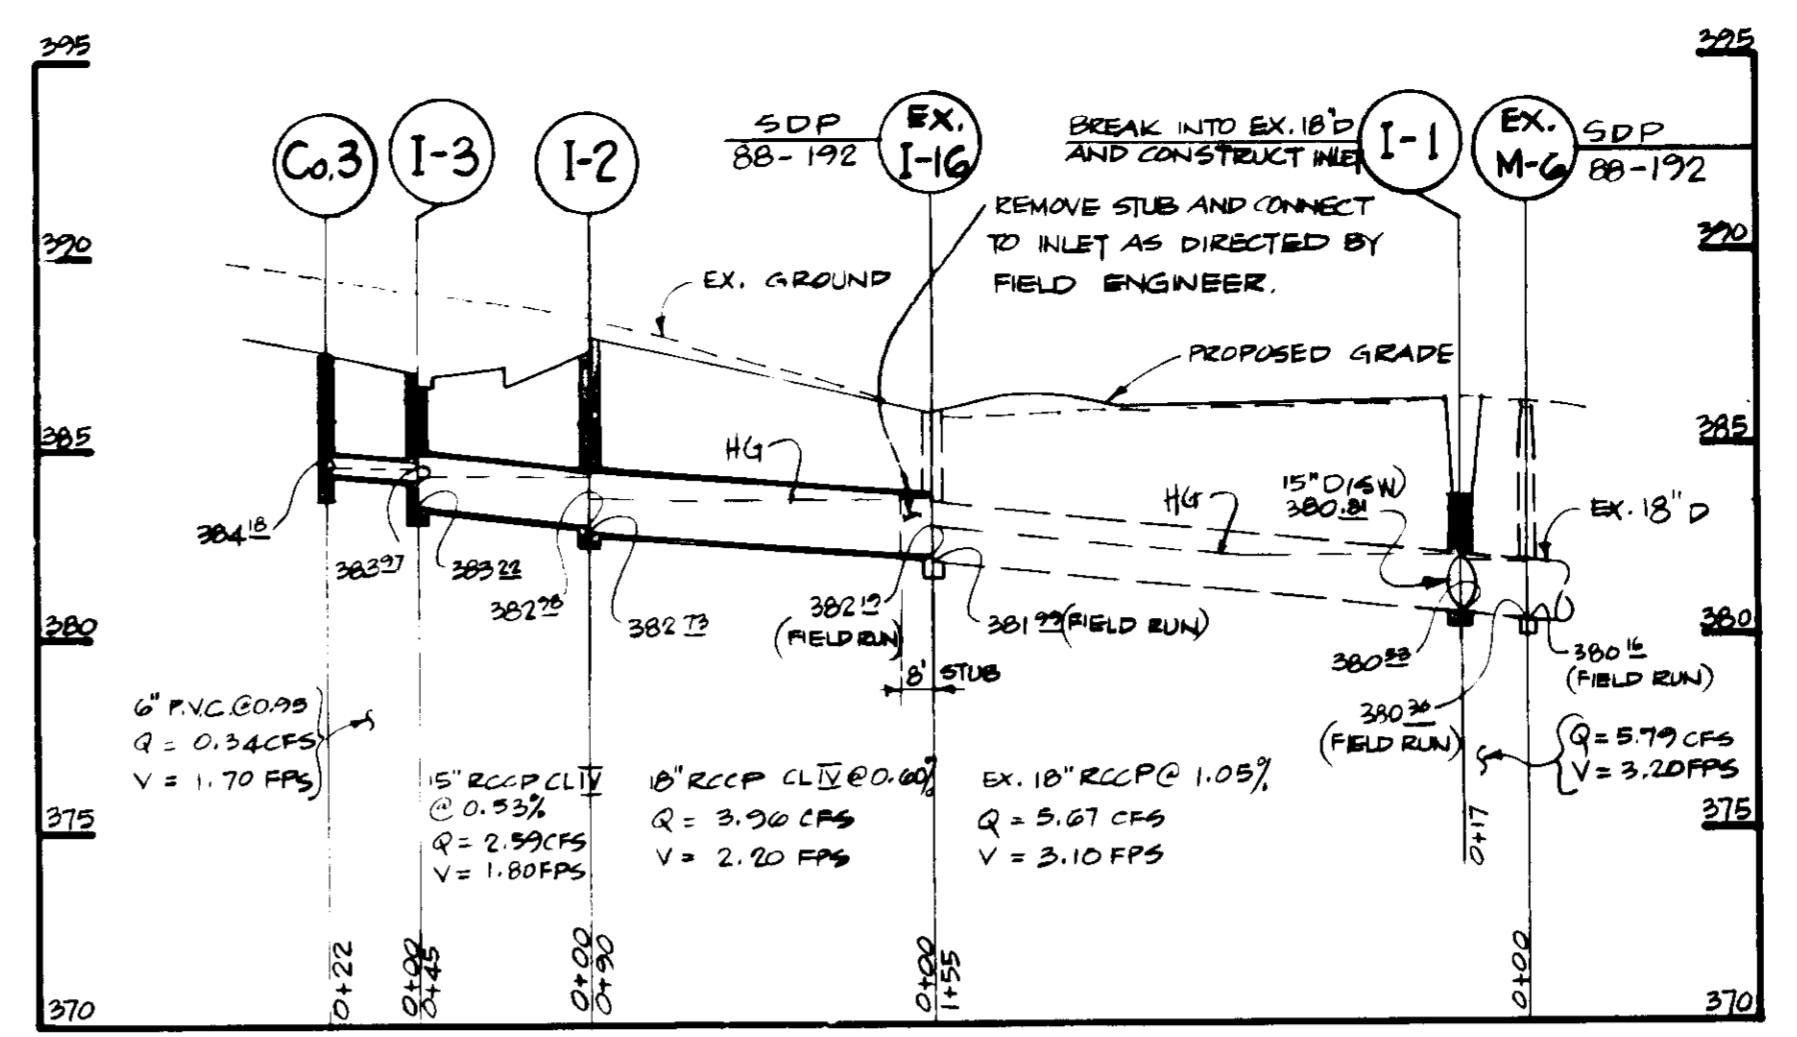 395
395
Co.3
I-3
I-2
SDP
88-192
EX.
I-16
BREAK INTO EX. 18"D
AND CONSTRUCT INLET
I-1
EX.
M-6
SDP
88-192
REMOVE STUB AND CONNECT
TO INLET AS DIRECTED BY
FIELD ENGINEER.
390
390
EX. GROUND
PROPOSED GRADE
385
385
HG
HG
15" D(SW)
380.81
EX. 18" D
384 18
383 97
383 22
382 98
382 73
382 19
(FIELD RUN)
381 99 (FIELD RUN)
380
380
380 53
380 16
(FIELD RUN)
380 36
(FIELD RUN)
8' STUB
6" P.V.C.@0.95
Q = 0.34 CFS
V = 1.70 FPS
15" RCCP CL IV
@ 0.53%
Q = 2.59 CFS
V = 1.80 FPS
18" RCCP CL IV @ 0.60%
Q = 3.96 CFS
V = 2.20 FPS
EX. 18" RCCP @ 1.05%
Q = 5.67 CFS
V = 3.10 FPS
Q = 5.79 CFS
V = 3.20 FPS
375
375
0+17
0+22
0+00
0+45
0+00
0+90
0+00
1+55
0+00
370
370